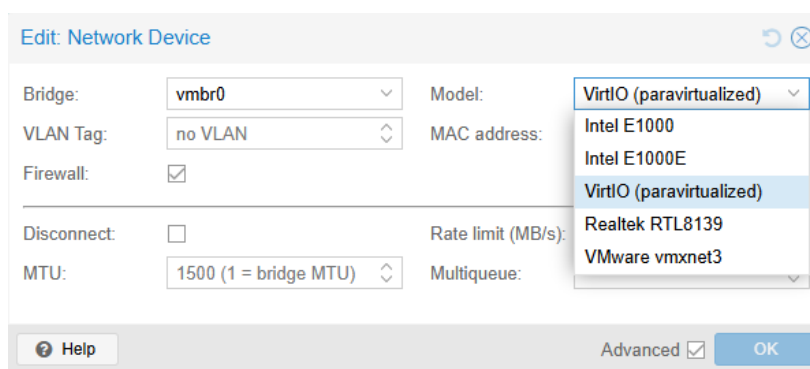 Edit: Network Device
Bridge: vmbr0 Model: VirtIO (paravirtualized)
VLAN Tag: no VLAN MAC address: Intel E1000
Intel E1000E
Firewall: VirtIO (paravirtualized)
Disconnect: Rate limit (MB/s): Realtek RTL8139
VMware vmxnet3
MTU: 1500 (1 = bridge MTU) Multiqueue:
Help Advanced OK